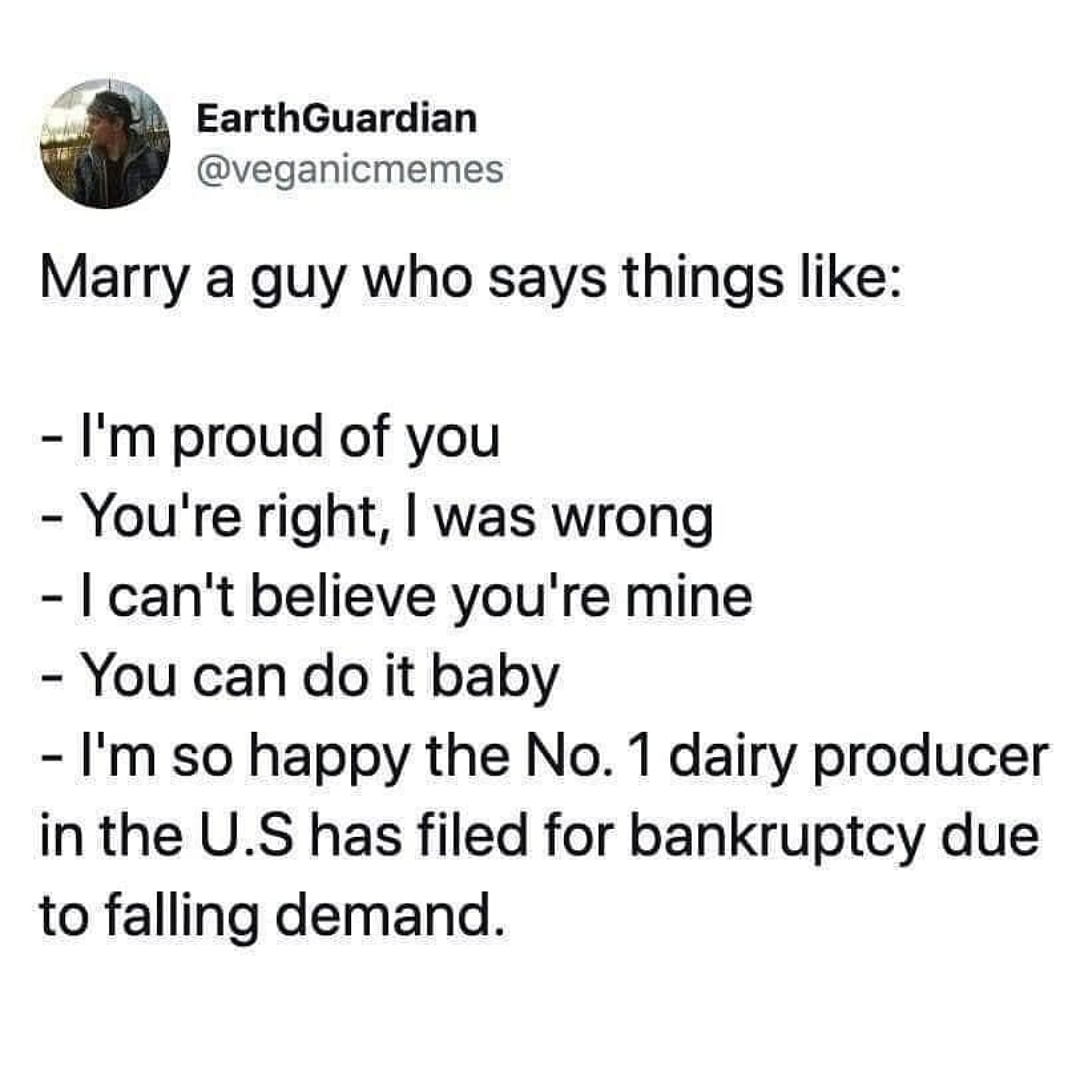 EarthGuardian
@veganicmemes
Marry a guy who says things like:
- I'm proud of you
- You're right, I was wrong
- I can't believe you're mine
- You can do it baby
- I'm so happy the No. 1 dairy producer
in the U.S has filed for bankruptcy due
to falling demand.